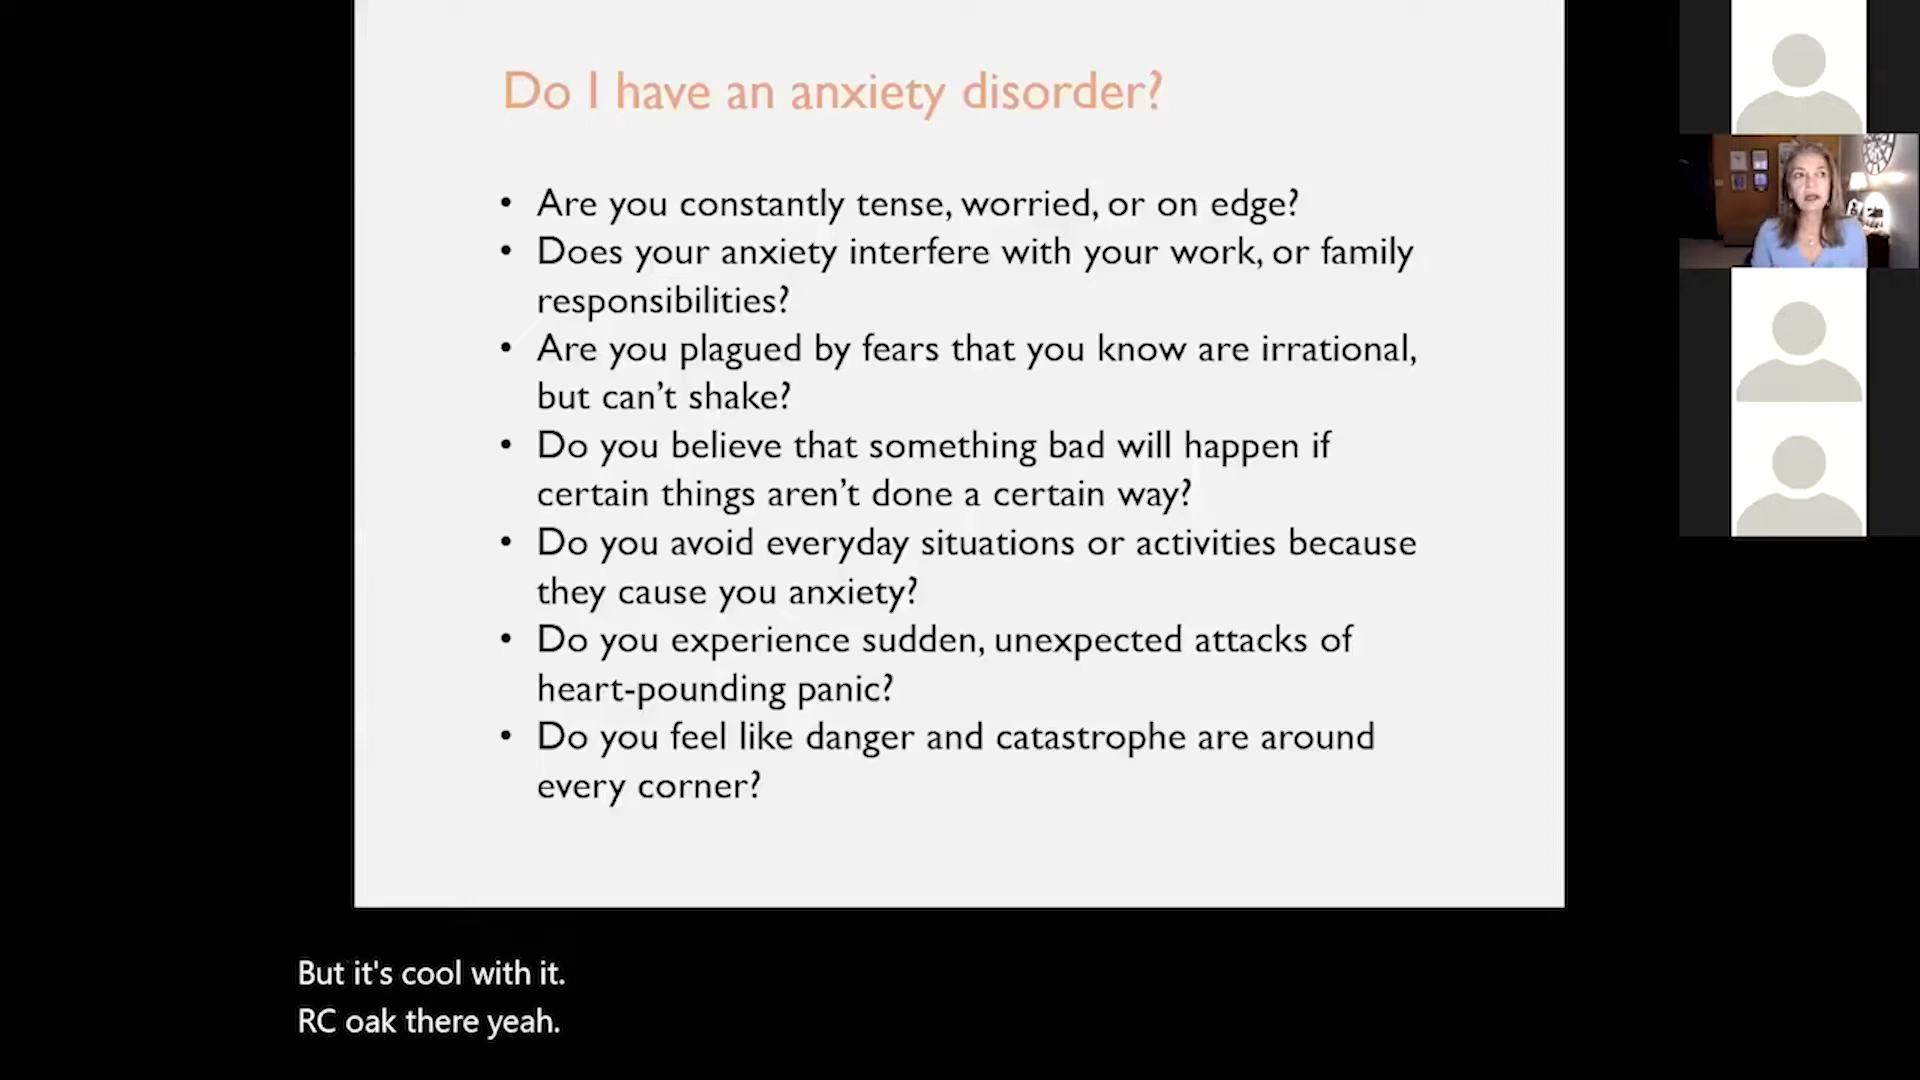 Do I have an anxiety disorder?
• Are you constantly tense, worried, or on edge?
• Does your anxiety interfere with your work, or family
responsibilities?
• Are you plagued by fears that you know are irrational,
but can’t shake?
• Do you believe that something bad will happen if
certain things aren’t done a certain way?
• Do you avoid everyday situations or activities because
they cause you anxiety?
• Do you experience sudden, unexpected attacks of
heart-pounding panic?
• Do you feel like danger and catastrophe are around
every corner?
But it's cool with it.
RC oak there yeah.